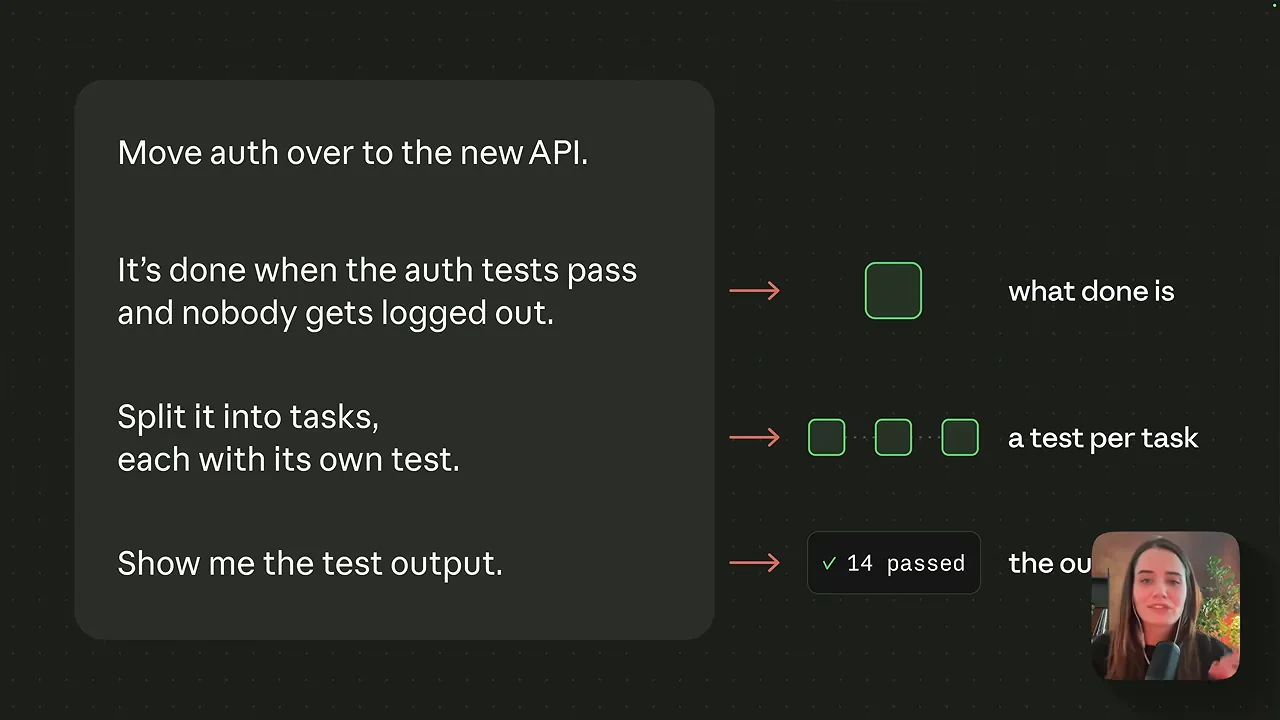 Move auth over to the new API.
It’s done when the auth tests pass
and nobody gets logged out.
what done is
Split it into tasks,
each with its own test.
a test per task
Show me the test output.
✓ 14 passed
the